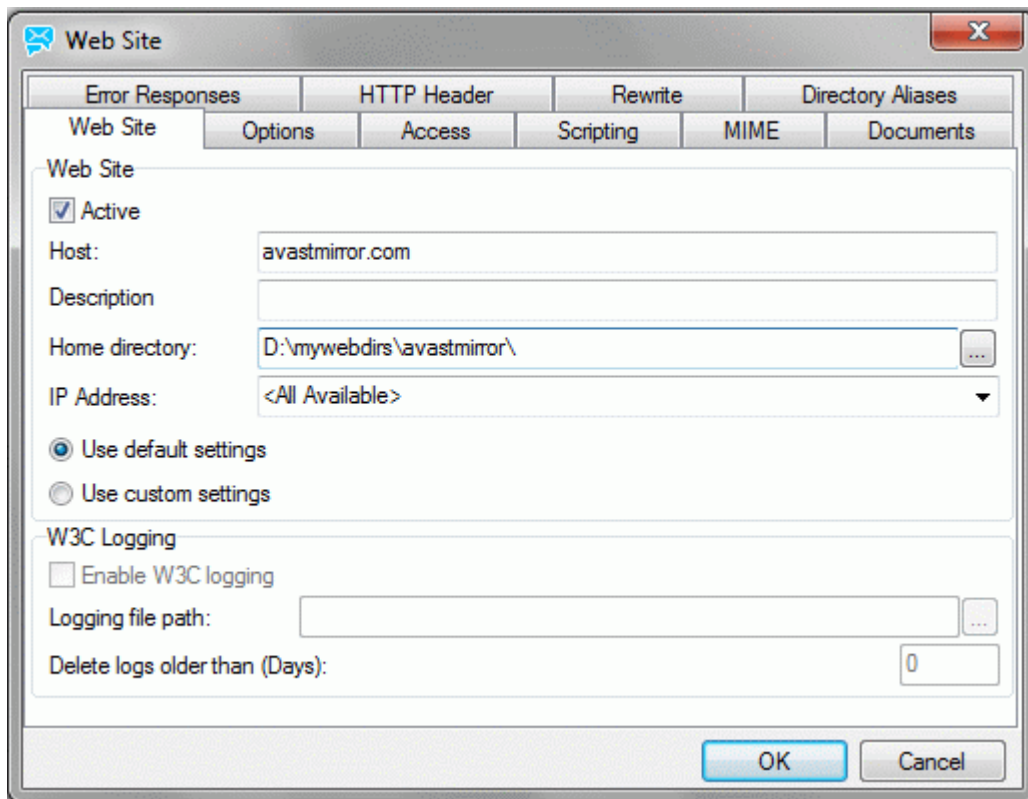 Web Site
Error Responses HTTP Header Rewrite Directory Aliases
Web Site Options Access Scripting MIME Documents
Web Site
Active
Host: avastmirror.com
Description
Home directory: D:\mywebdirs\avastmirror\ ...
IP Address: <All Available>
Use default settings
Use custom settings
W3C Logging
Enable W3C logging
Logging file path: ...
Delete logs older than (Days): 0
OK Cancel